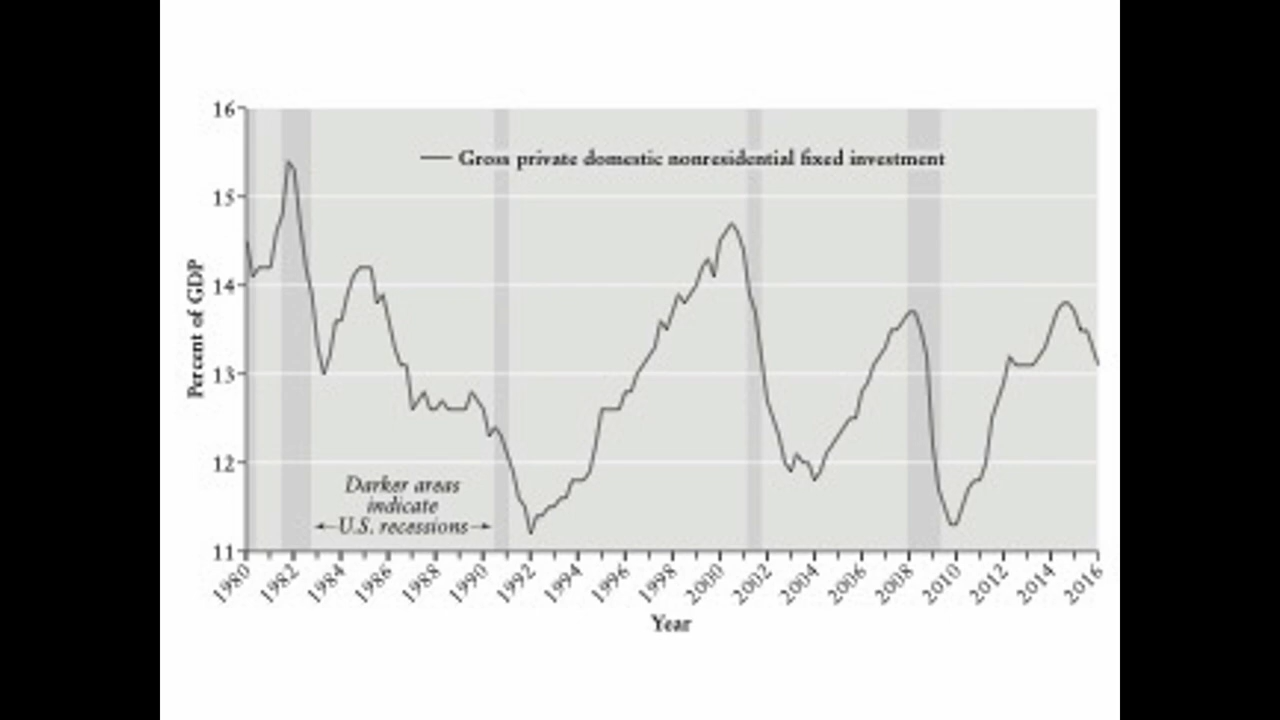 16
Gross private domestic nonresidential fixed investment
15
14
13
12
11
Percent of GDP
Darker areas
indicate
U.S. recessions
1980 1982 1984 1986 1988 1990 1992 1994 1996 1998 2000 2002 2004 2006 2008 2010 2012 2014 2016
Year